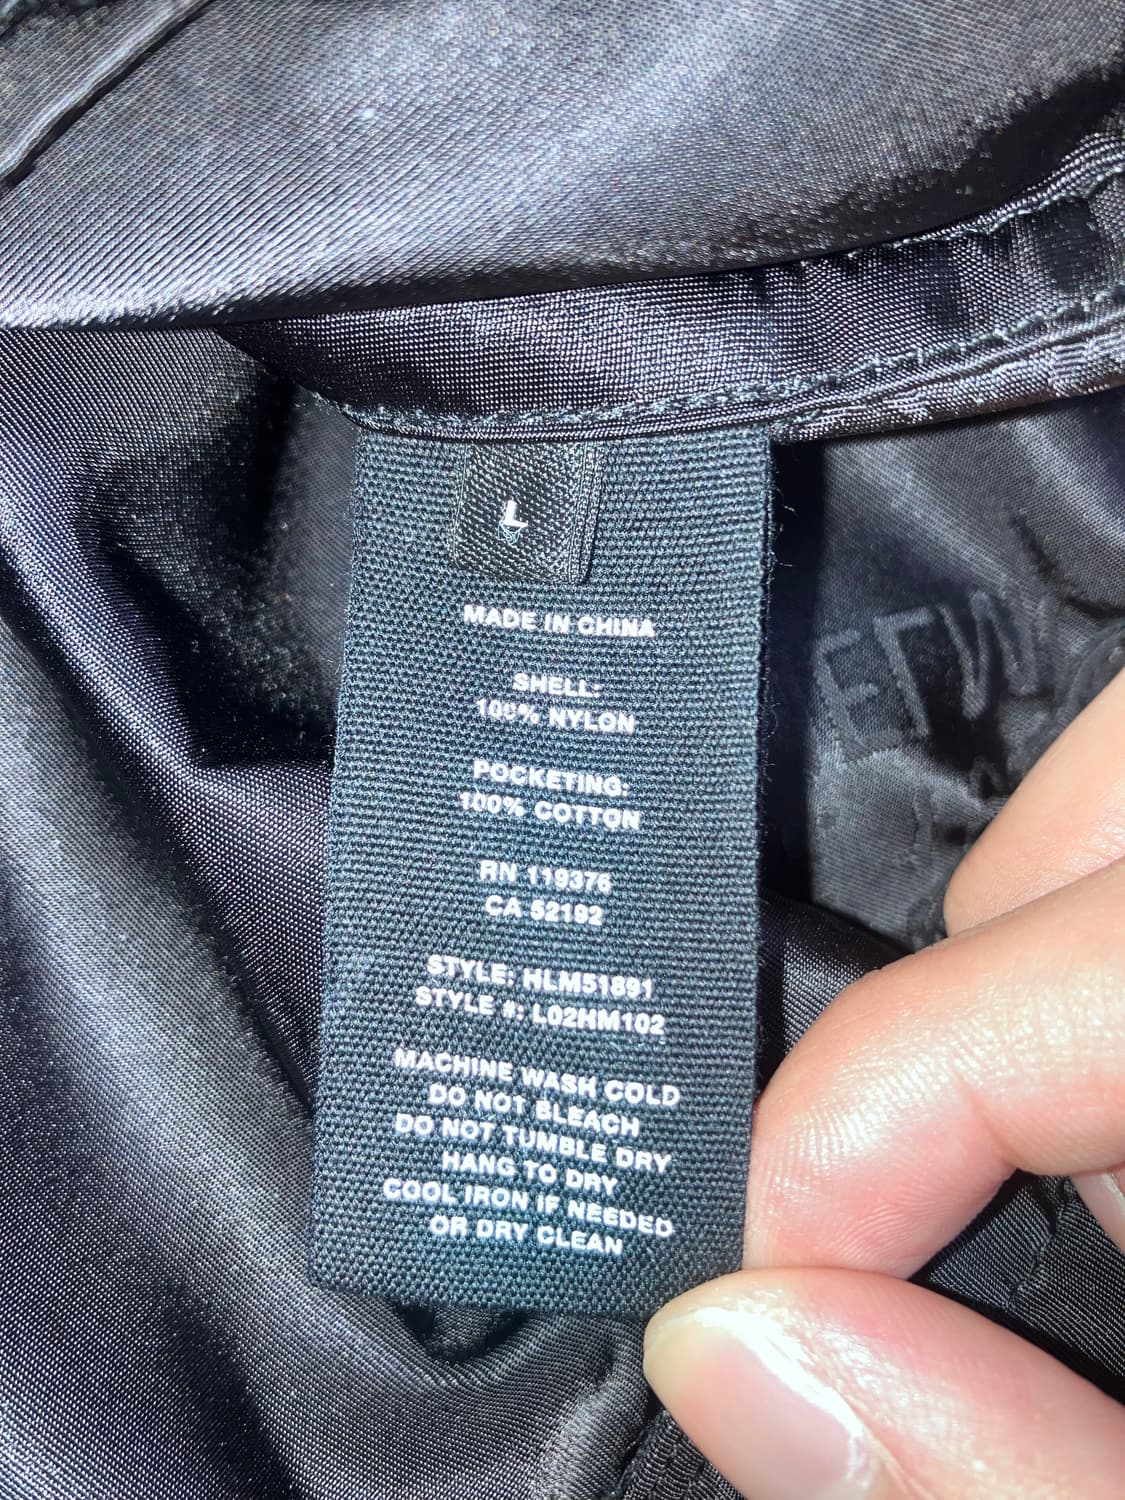 L
MADE IN CHINA
SHELL:
100% NYLON
POCKETING:
100% COTTON
RN 119376
CA 52192
STYLE: HLM51891
STYLE #: L02HM102
MACHINE WASH COLD
DO NOT BLEACH
DO NOT TUMBLE DRY
HANG TO DRY
COOL IRON IF NEEDED
OR DRY CLEAN